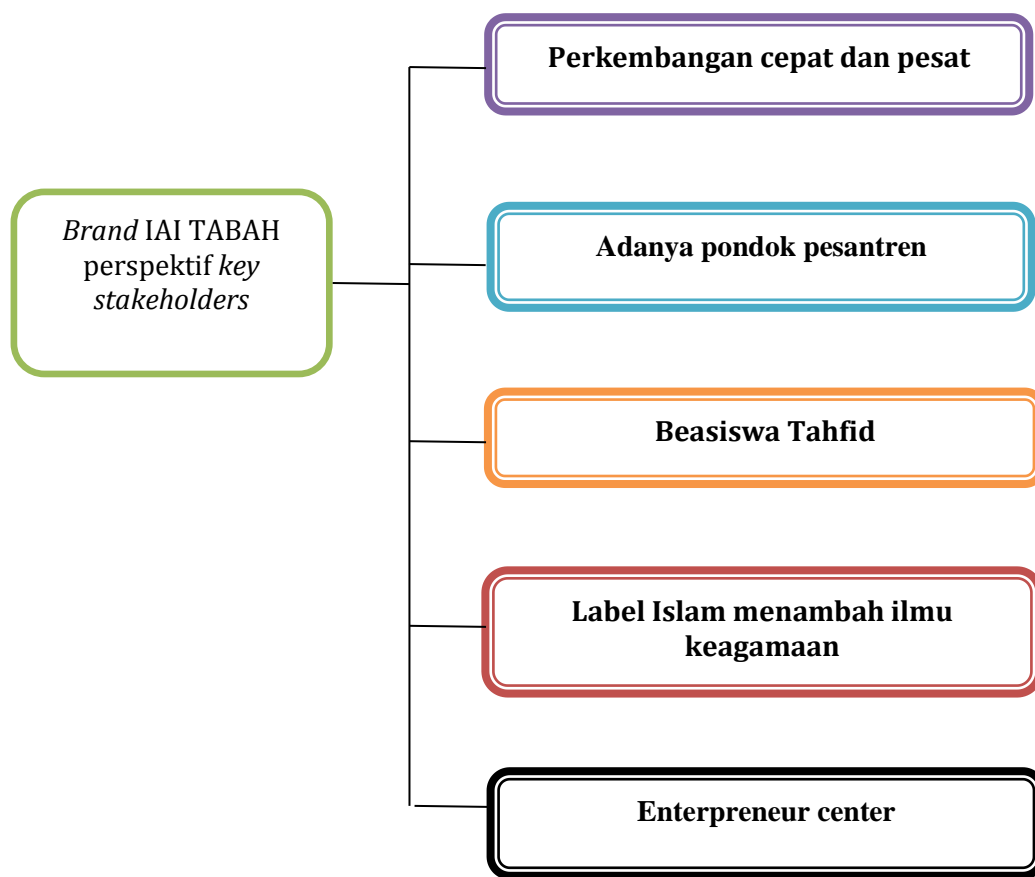 Perkembangan cepat dan pesat
Brand IAI TABAH
perspektif key
stakeholders
Adanya pondok pesantren
Beasiswa Tahfid
Label Islam menambah ilmu
keagamaan
Enterpreneur center